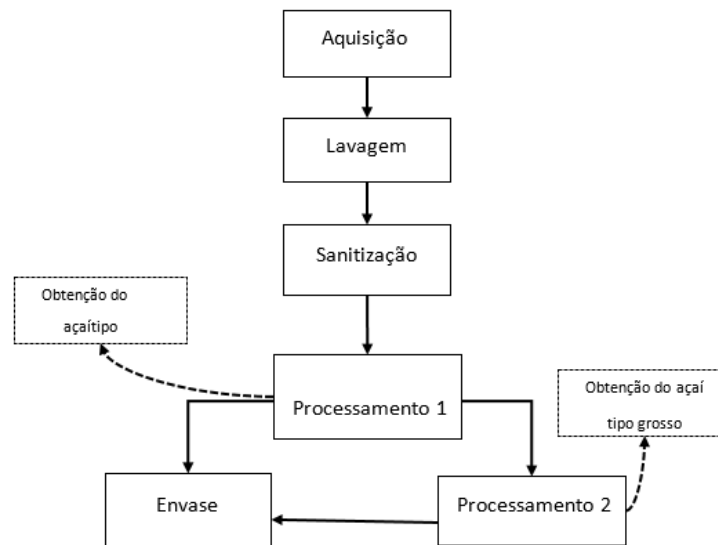 Aquisição
Lavagem
Sanitização
Obtenção do
açaítipo
Processamento 1
Obtenção do açaí
tipo grosso
Envase
Processamento 2